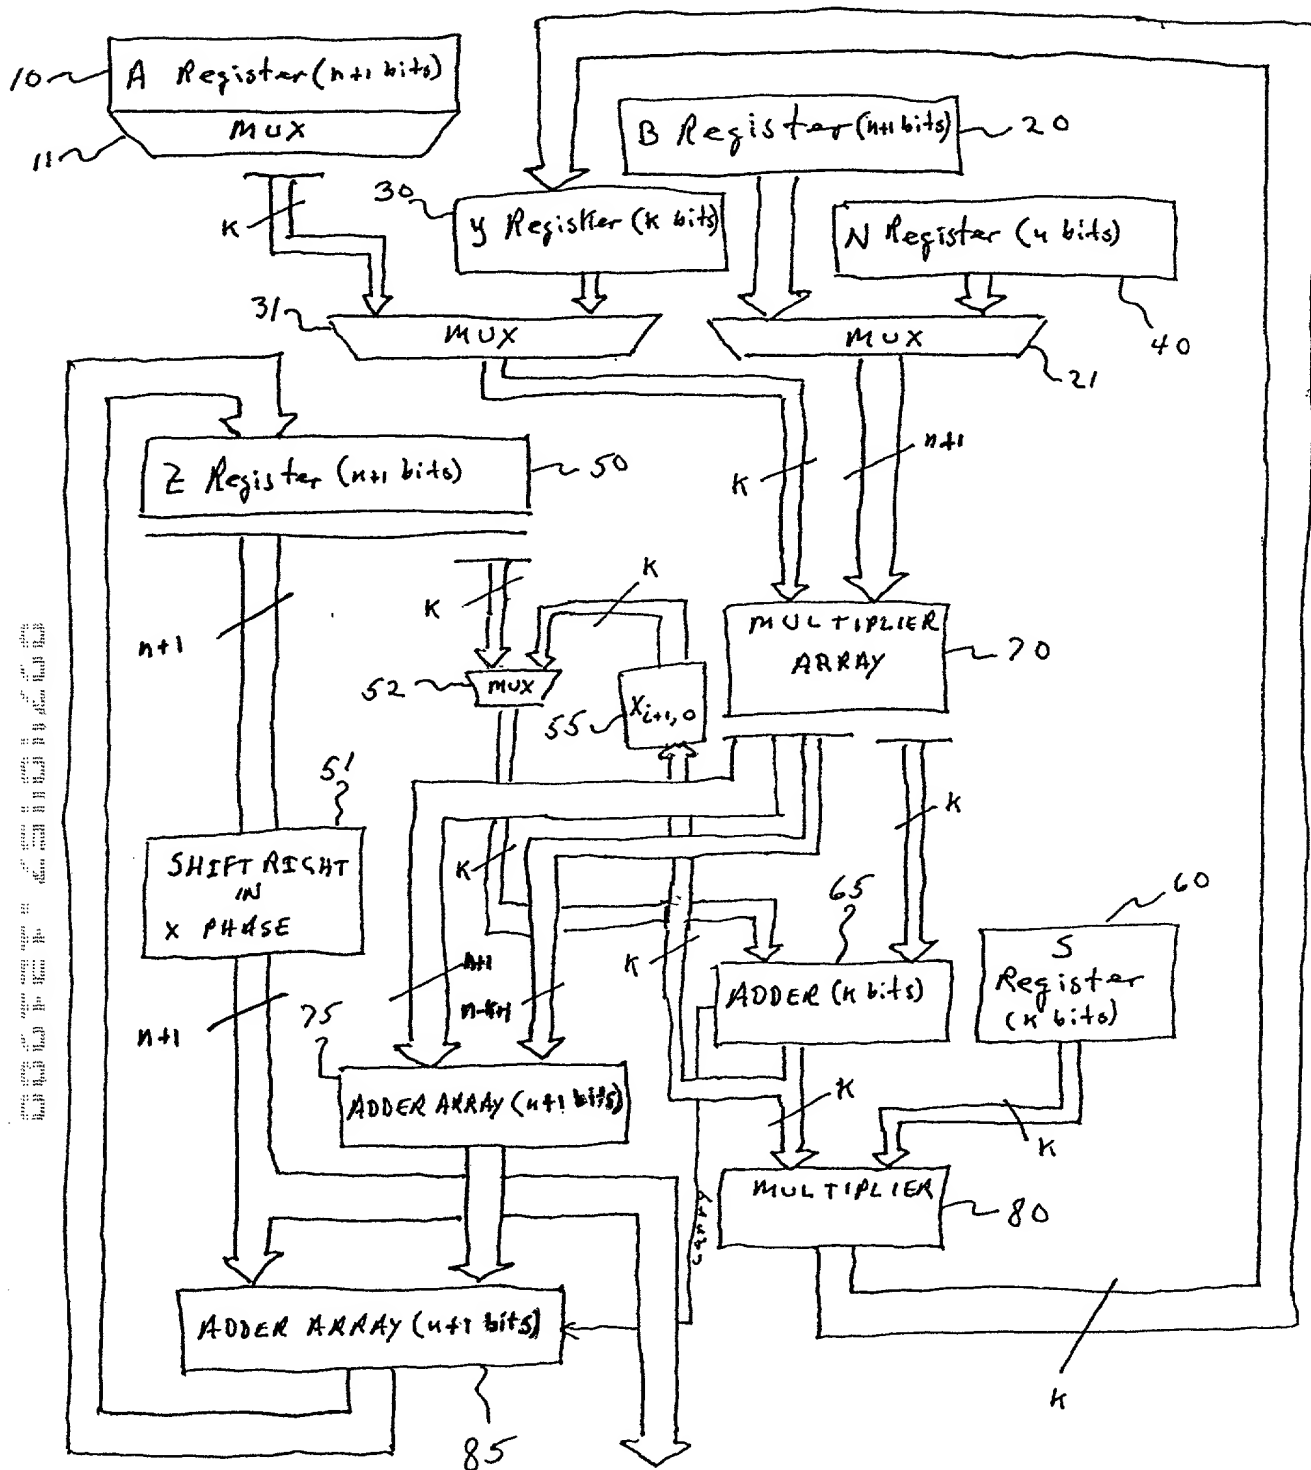 10
A Register (n+1 bits)
MUX
11
K
B Register (n+1 bits)
20
30
Y Register (K bits)
N Register (n bits)
40
31
MUX
MUX
21
Z Register (n+1 bits)
50
K
n+1
n+1
K
K
52
MUX
55
X i+1,0
MULTIPLIER
ARRAY
70
51
SHIFT RIGHT
IN
X PHASE
K
K
65
60
n+1
75
n+1
n-k+1
K
ADDER (K bits)
S
Register
(K bits)
ADDER ARRAY (n+1 bits)
K
K
MULTIPLIER
80
carry
ADDER ARRAY (n+1 bits)
85
K